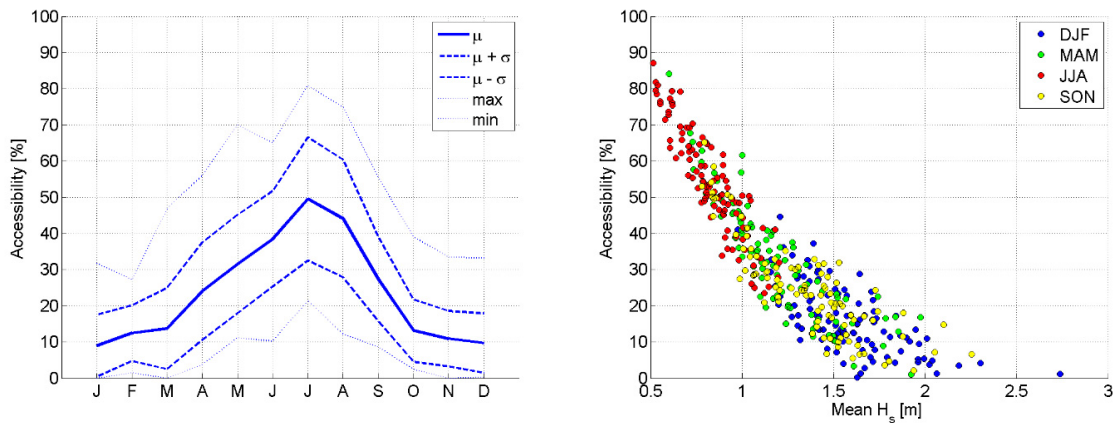 100
90
80
70
60
50
40
30
20
10
0
Accessibility [%]
J F M A M J J A S O N D
μ
μ + σ
μ - σ
max
min
100
90
80
70
60
50
40
30
20
10
0
Accessibility [%]
0.5 1 1.5 2 2.5 3
Mean Hs [m]
DJF
MAM
JJA
SON